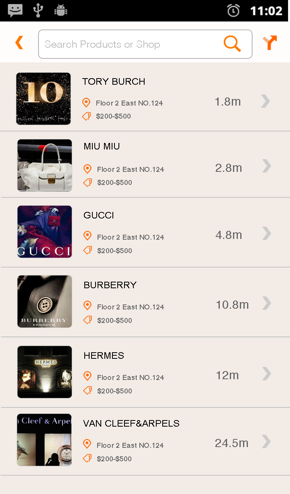 11:02
Search Products or Shop
10
TORY BURCH
Floor 2 East NO.124
$200-$500
1.8m
MIU MIU
Floor 2 East NO.124
$200-$500
2.8m
GUCCI
GUCCI
Floor 2 East NO.124
$200-$500
4.8m
BURBERRY
BURBERRY
Floor 2 East NO.124
$200-$500
10.8m
HERMES
HERMES
Floor 2 East NO.124
$200-$500
12m
Cleef & Arpe
VAN CLEEF&ARPELS
Floor 2 East NO.124
$200-$500
24.5m